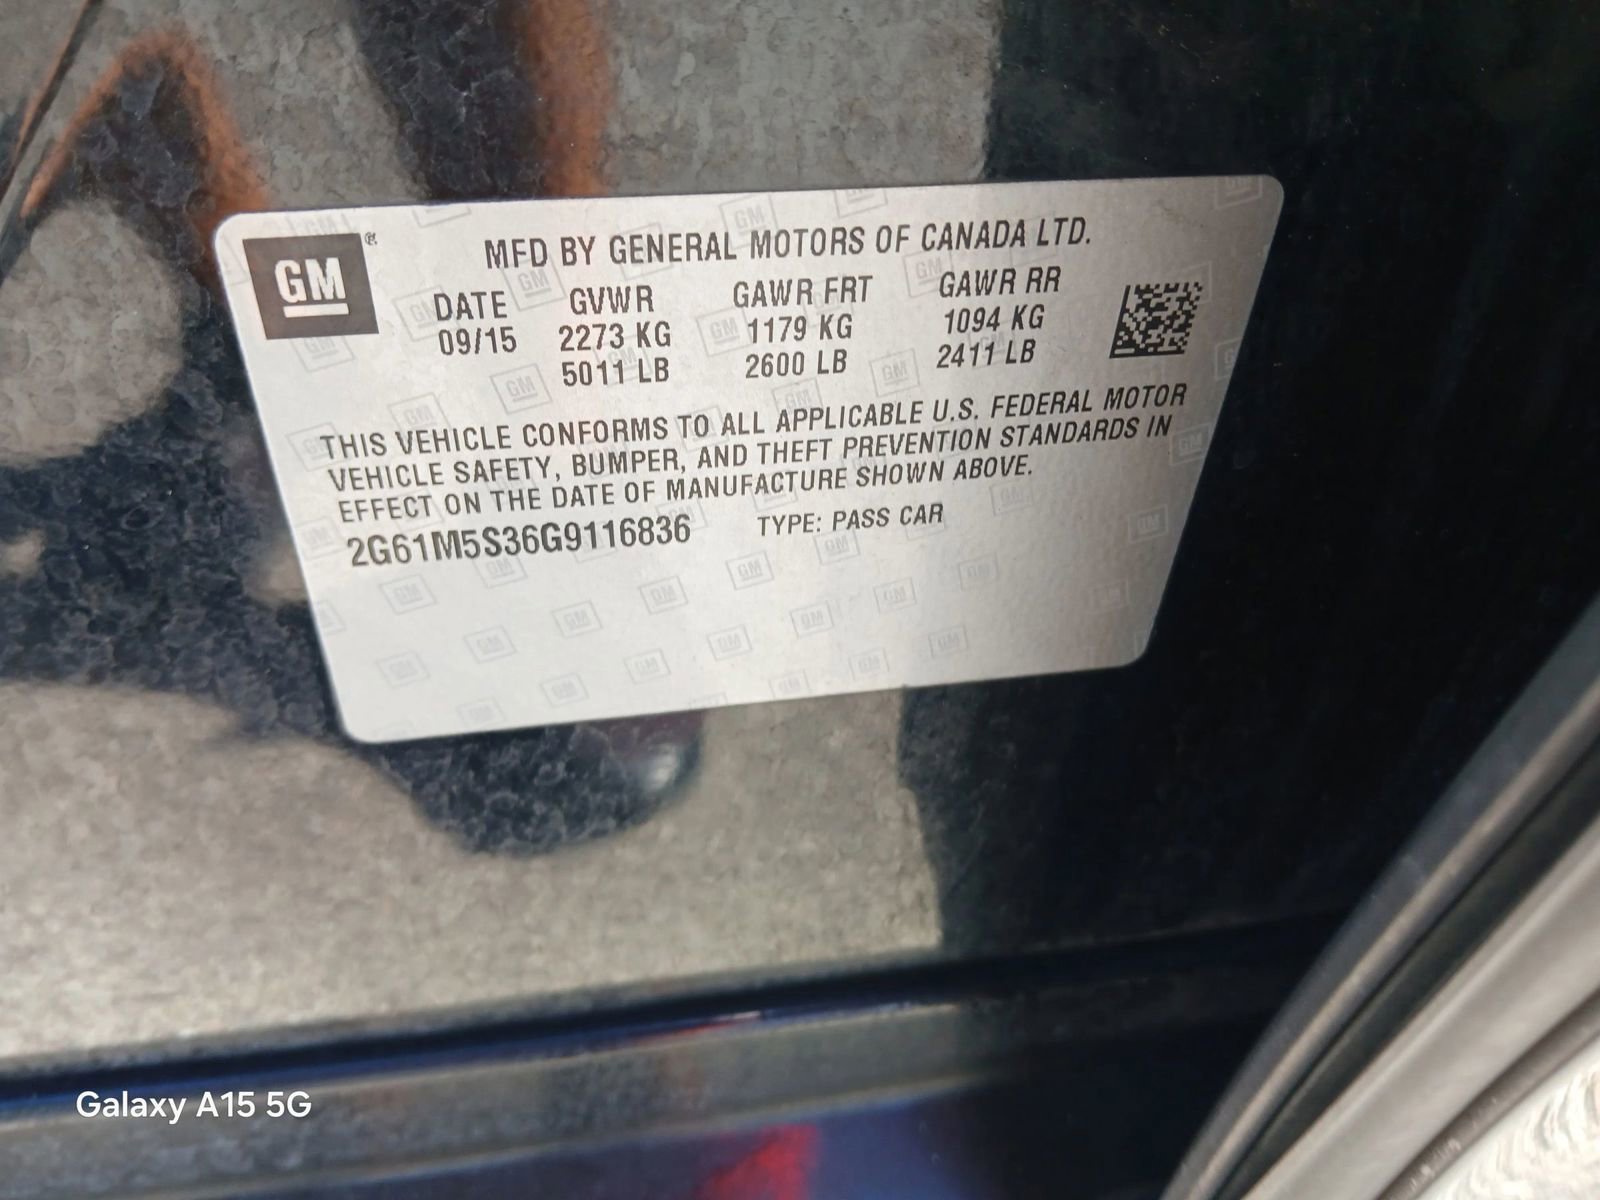 GM ®
MFD BY GENERAL MOTORS OF CANADA LTD.
DATE GVWR GAWR FRT GAWR RR
09/15 2273 KG 1179 KG 1094 KG
5011 LB 2600 LB 2411 LB
THIS VEHICLE CONFORMS TO ALL APPLICABLE U.S. FEDERAL MOTOR
VEHICLE SAFETY, BUMPER, AND THEFT PREVENTION STANDARDS IN
EFFECT ON THE DATE OF MANUFACTURE SHOWN ABOVE.
2G61M5S36G9116836 TYPE: PASS CAR
Galaxy A15 5G